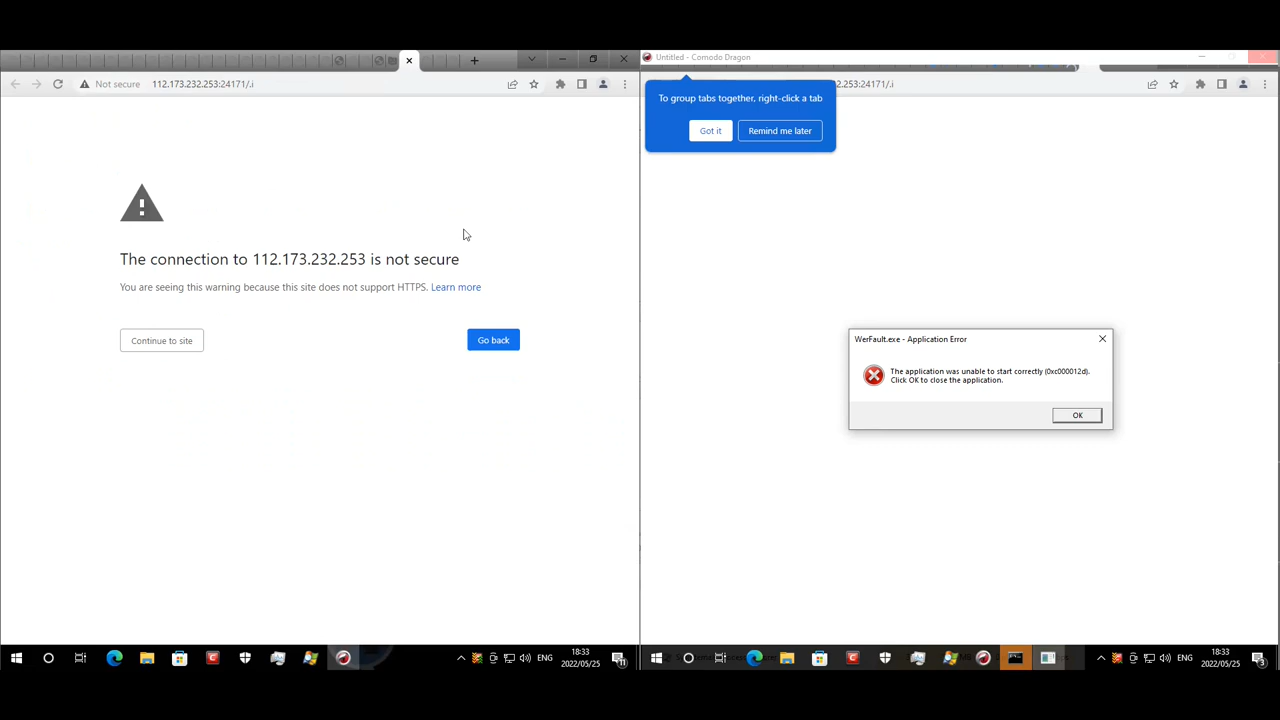 Not secure
112.173.232.253:24171/.i
The connection to 112.173.232.253 is not secure
You are seeing this warning because this site does not support HTTPS. Learn more
Continue to site
Go back
ENG
18:33
2022/05/25
11
Untitled - Comodo Dragon
2.253:24171/.i
To group tabs together, right-click a tab
Got it
Remind me later
WerFault.exe - Application Error
The application was unable to start correctly (0xc000012d).
Click OK to close the application.
OK
ENG
18:33
2022/05/25
3